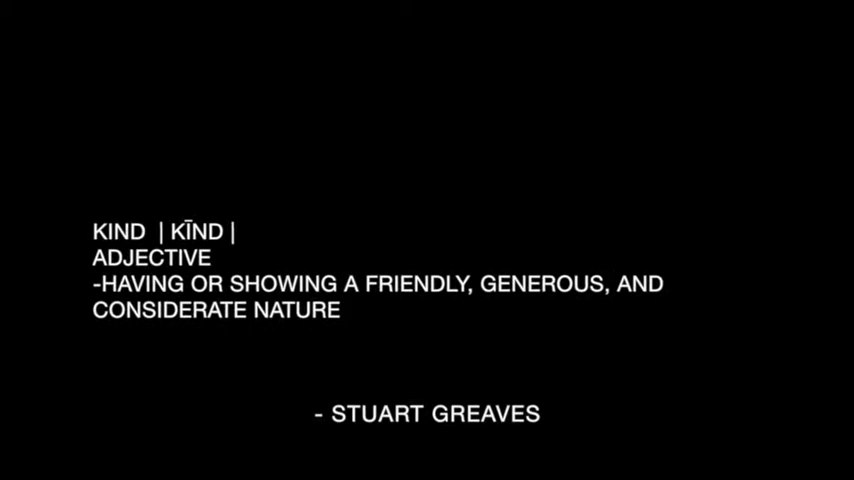 KIND | KĪND |
ADJECTIVE
-HAVING OR SHOWING A FRIENDLY, GENEROUS, AND
CONSIDERATE NATURE
- STUART GREAVES